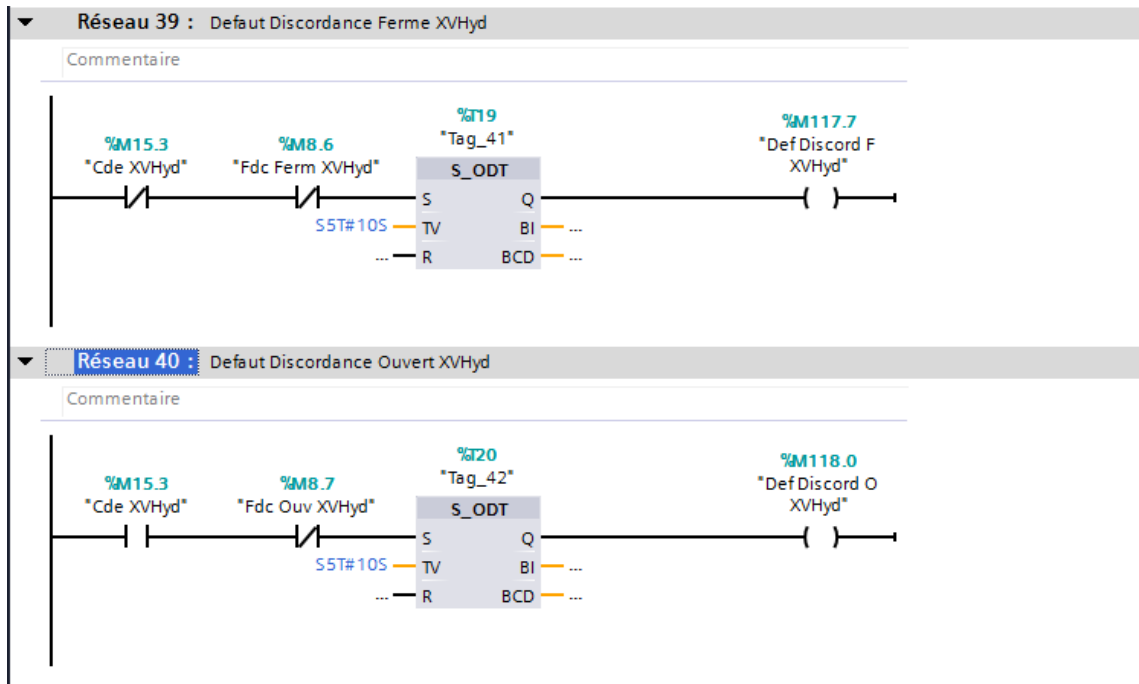 Réseau 39 : Defaut Discordance Ferme XVHyd
Commentaire
%T19
"Tag_41"
%M15.3
"Cde XVHyd"
%M8.6
"Fdc Ferm XVHyd"
%M117.7
"Def Discord F
XVHyd"
S_ODT
S Q
S5T#10S TV BI ...
... R BCD ...
Réseau 40 : Defaut Discordance Ouvert XVHyd
Commentaire
%T20
"Tag_42"
%M15.3
"Cde XVHyd"
%M8.7
"Fdc Ouv XVHyd"
%M118.0
"Def Discord O
XVHyd"
S_ODT
S Q
S5T#10S TV BI ...
... R BCD ...